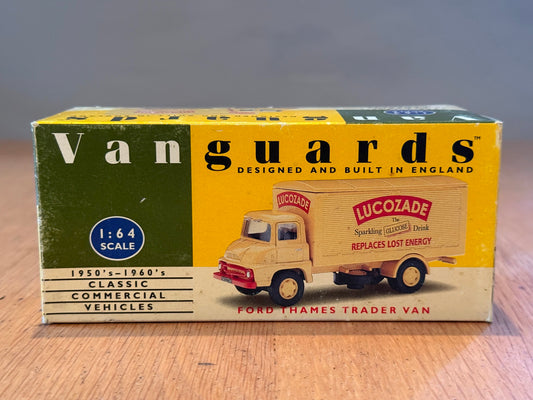 Vanguards™
DESIGNED AND BUILT IN ENGLAND
1:64
SCALE
1950's–1960's
CLASSIC
COMMERCIAL
VEHICLES
LUCOZADE
LUCOZADE
The
Sparkling GLUCOSE Drink
REPLACES LOST ENERGY
FORD THAMES TRADER VAN